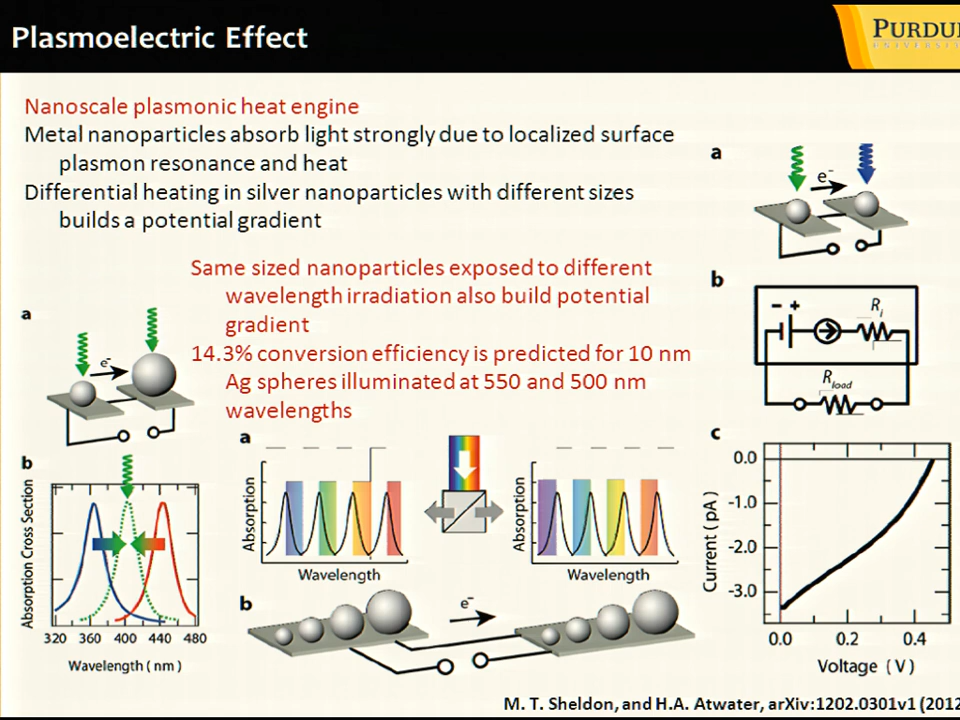 Plasmoelectric Effect
PURDU
Nanoscale plasmonic heat engine
Metal nanoparticles absorb light strongly due to localized surface
plasmon resonance and heat
Differential heating in silver nanoparticles with different sizes
builds a potential gradient
Same sized nanoparticles exposed to different
wavelength irradiation also build potential
gradient
14.3% conversion efficiency is predicted for 10 nm
Ag spheres illuminated at 550 and 500 nm
wavelengths
a
e-
b
Absorption Cross Section
320 360 400 440 480
Wavelength ( nm )
a
Absorption
Wavelength
Absorption
Wavelength
b
e-
a
e-
b
- +
Ri
Rload
c
Current ( pA )
0.0
-1.0
-2.0
-3.0
0.0 0.2 0.4
Voltage ( V )
M. T. Sheldon, and H.A. Atwater, arXiv:1202.0301v1 (2012